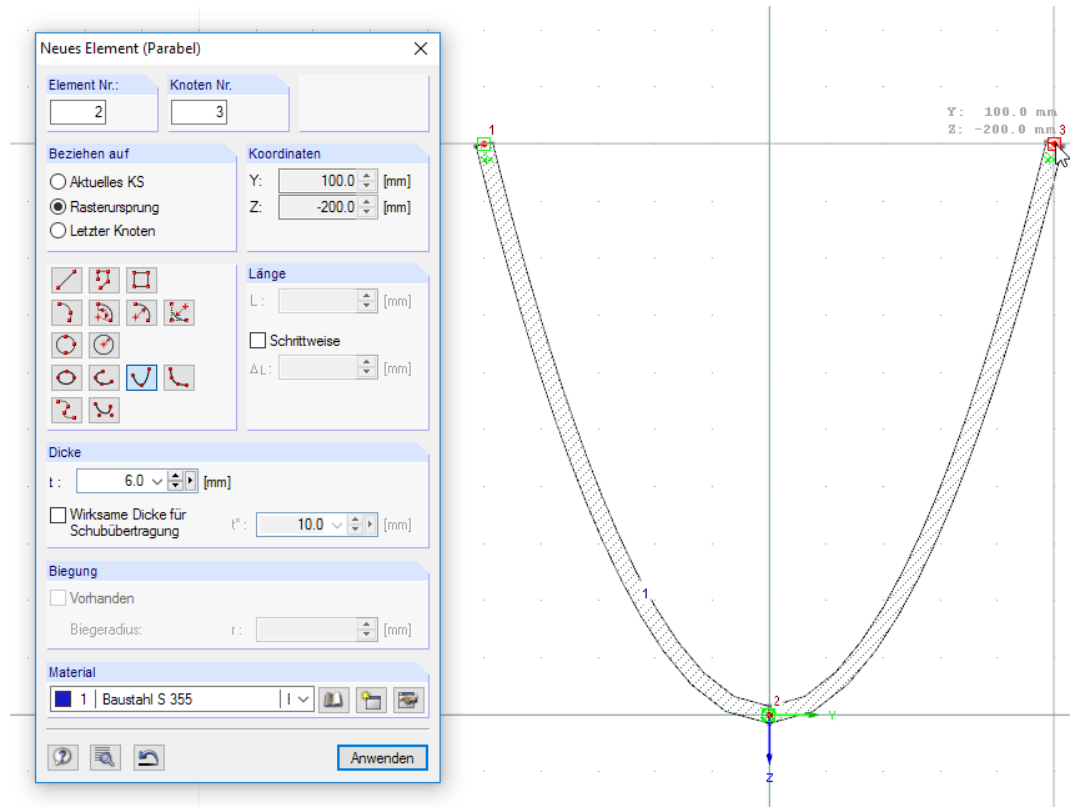 Neues Element (Parabel)
Element Nr.: Knoten Nr.
2 3
Beziehen auf
Aktuelles KS
Rasterursprung
Letzter Knoten
Koordinaten
Y: 100.0 [mm]
Z: -200.0 [mm]
Länge
L : [mm]
Schrittweise
ΔL: [mm]
Dicke
t : 6.0 [mm]
Wirksame Dicke für
Schubübertragung
t* : 10.0 [mm]
Biegung
Vorhanden
Biegeradius: r : [mm]
Material
1 Baustahl S 355
Anwenden
Y: 100.0 mm
Z: -200.0 mm
1
3
1
2
Y
Z